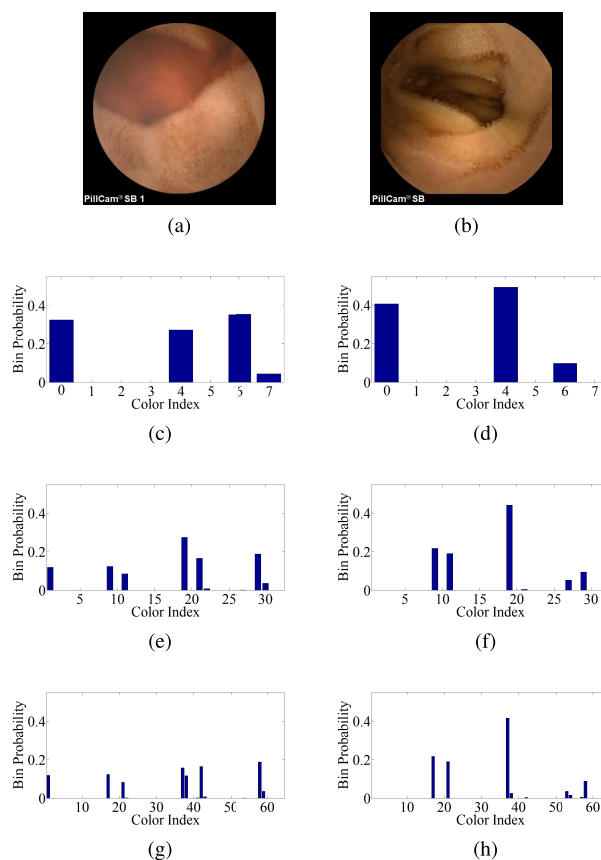 PillCam® SB 1
PillCam® SB
(a)
(b)
Bin Probability
0.4
0.2
0
0 1 2 3 4 5 6 7
Color Index
(c)
Bin Probability
0.4
0.2
0
0 1 2 3 4 5 6 7
Color Index
(d)
Bin Probability
0.4
0.2
0
5 10 15 20 25 30
Color Index
(e)
Bin Probability
0.4
0.2
0
5 10 15 20 25 30
Color Index
(f)
Bin Probability
0.4
0.2
0
10 20 30 40 50 60
Color Index
(g)
Bin Probability
0.4
0.2
0
10 20 30 40 50 60
Color Index
(h)